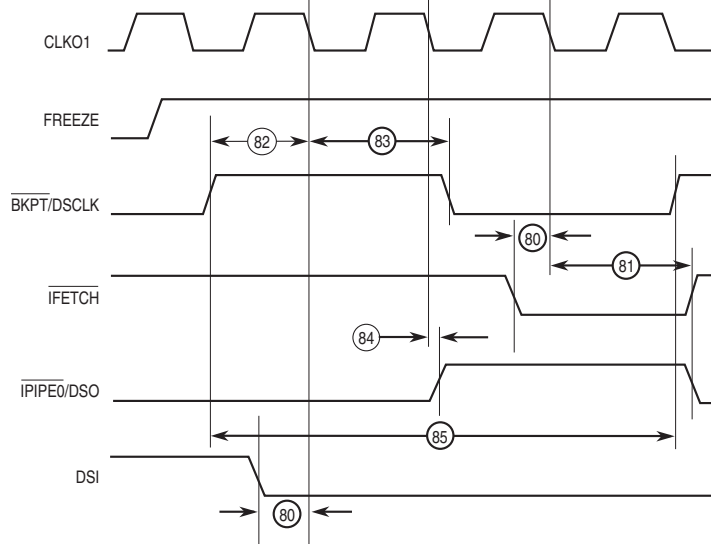 CLKO1
FREEZE
82
83
BKPT/DSCLK
80
81
IFETCH
84
IPIPE0/DSO
85
DSI
80